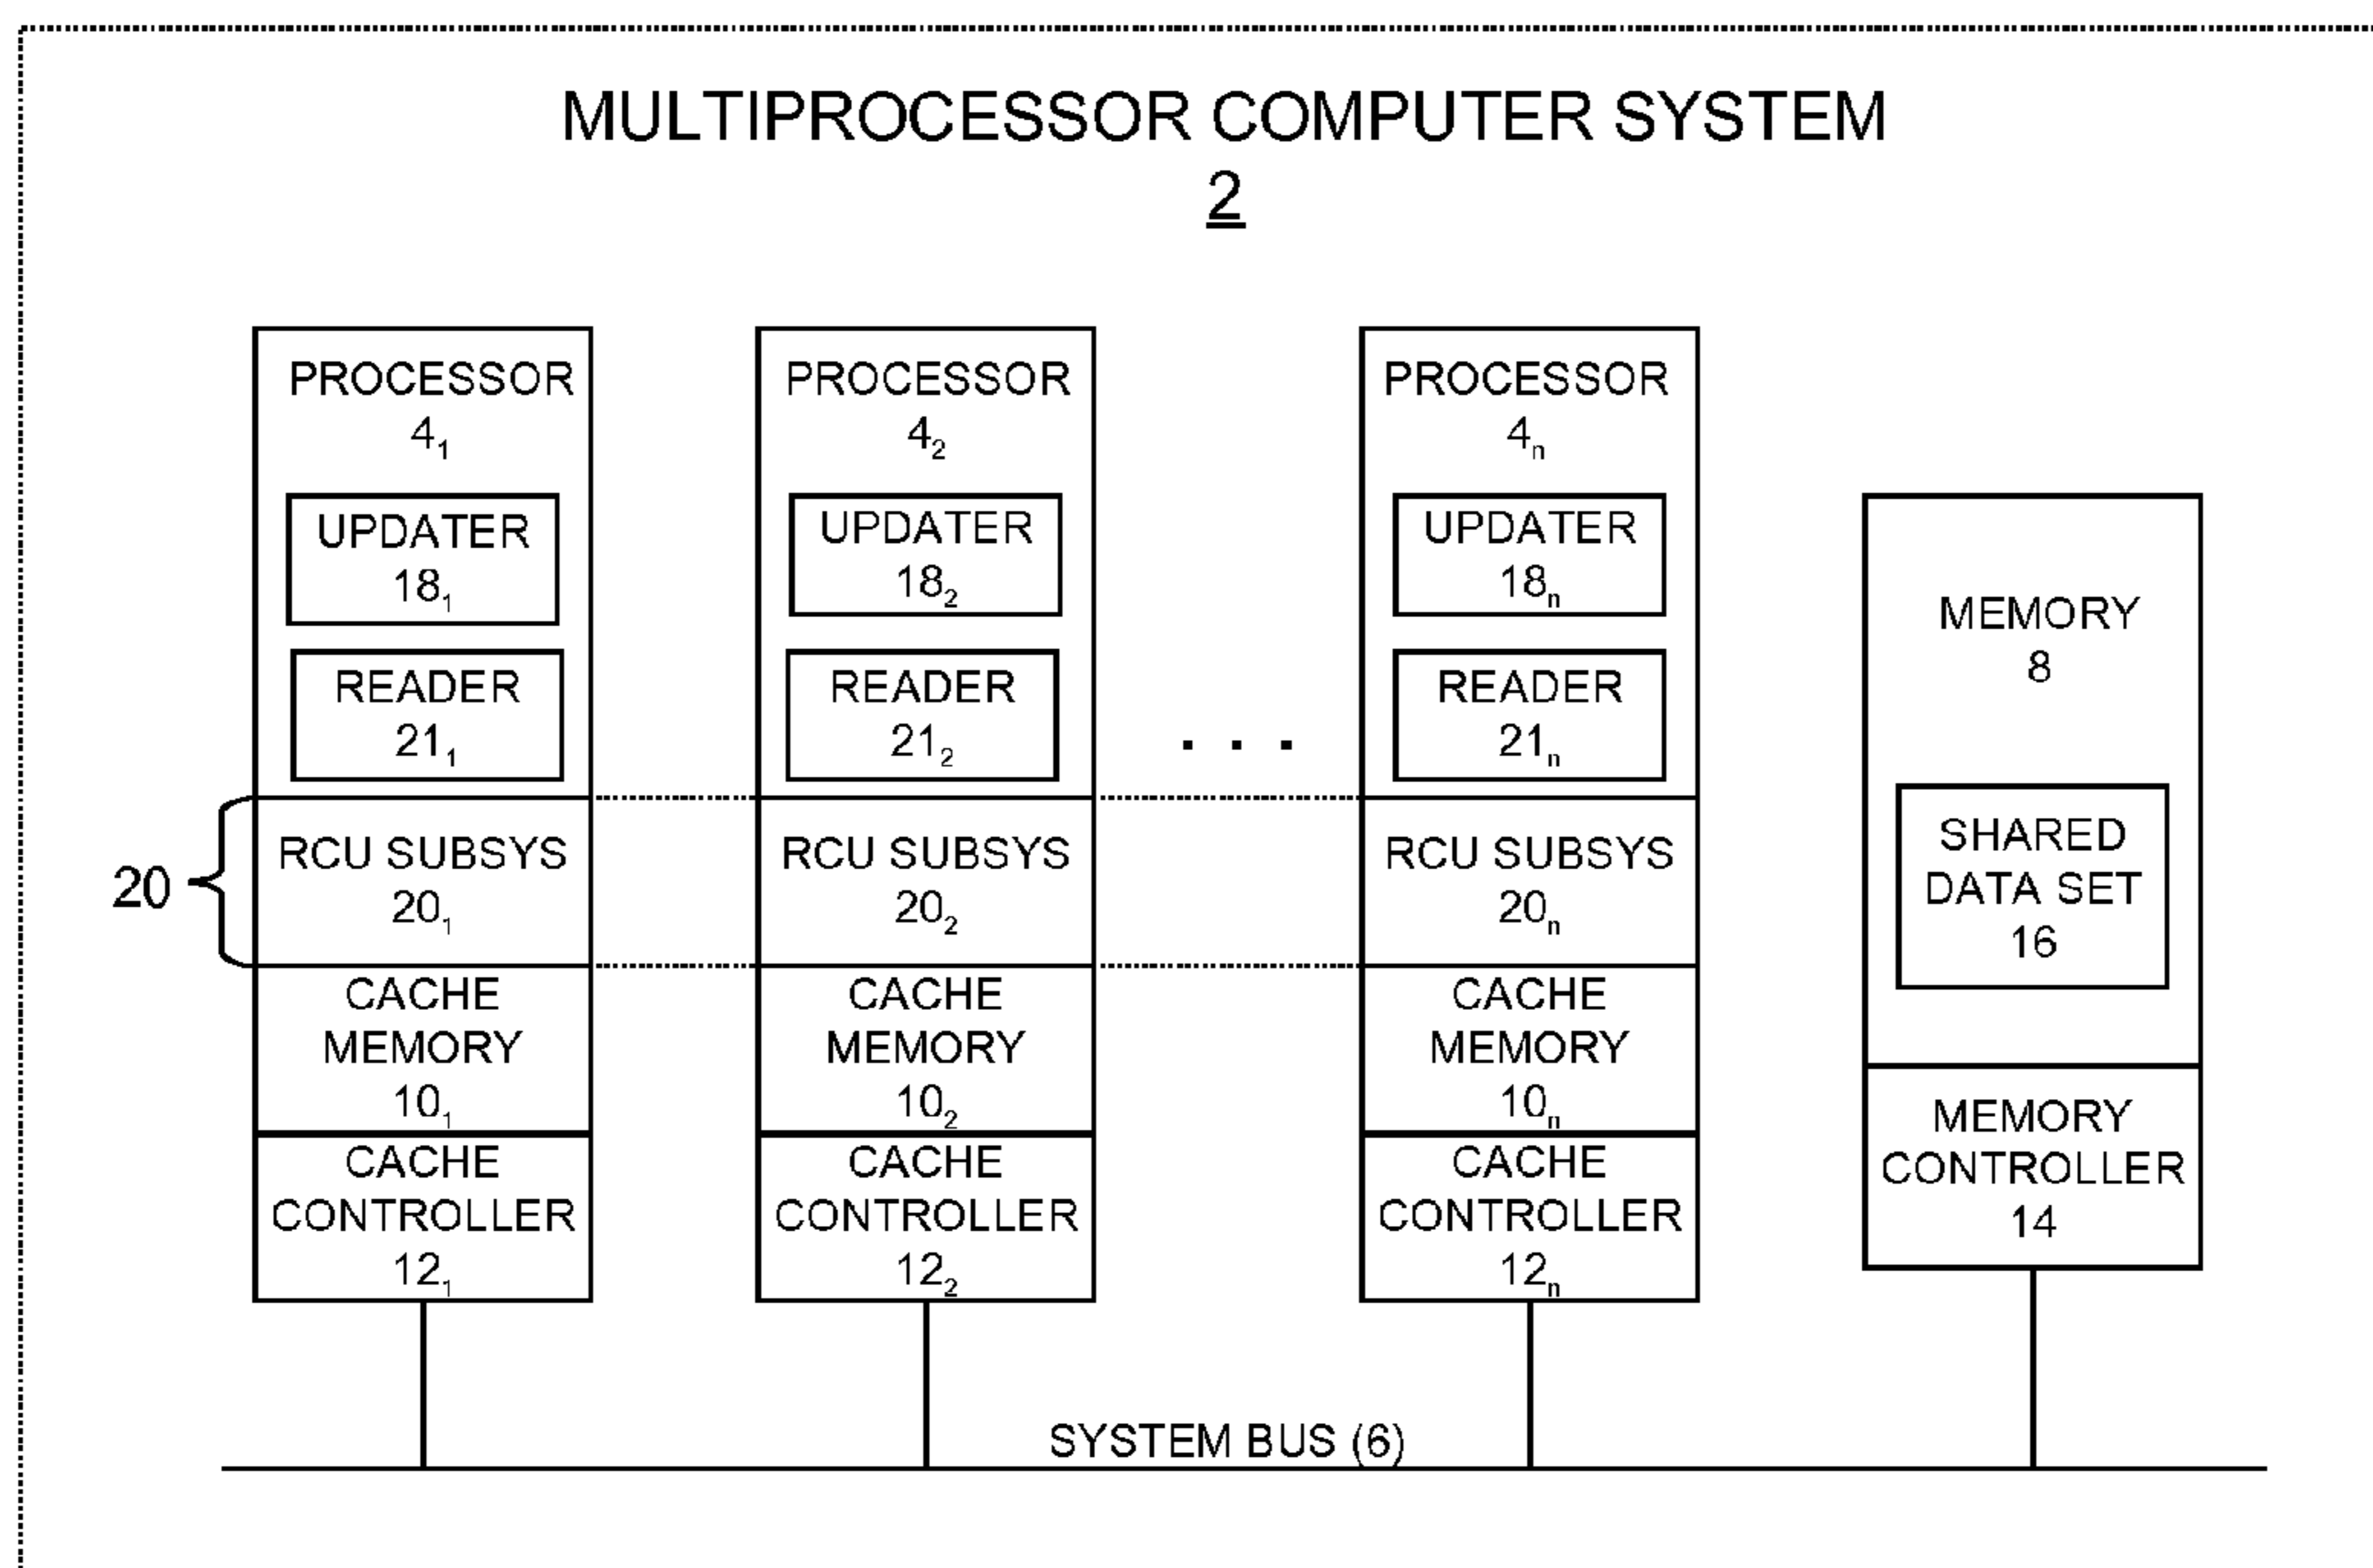 MULTIPROCESSOR COMPUTER SYSTEM
2
PROCESSOR
4₁
UPDATER
18₁
READER
21₁
RCU SUBSYS
20₁
CACHE
MEMORY
10₁
CACHE
CONTROLLER
12₁
PROCESSOR
4₂
UPDATER
18₂
READER
21₂
RCU SUBSYS
20₂
CACHE
MEMORY
10₂
CACHE
CONTROLLER
12₂
. . .
PROCESSOR
4ₙ
UPDATER
18ₙ
READER
21ₙ
RCU SUBSYS
20ₙ
CACHE
MEMORY
10ₙ
CACHE
CONTROLLER
12ₙ
MEMORY
8
SHARED
DATA SET
16
MEMORY
CONTROLLER
14
20
SYSTEM BUS (6)